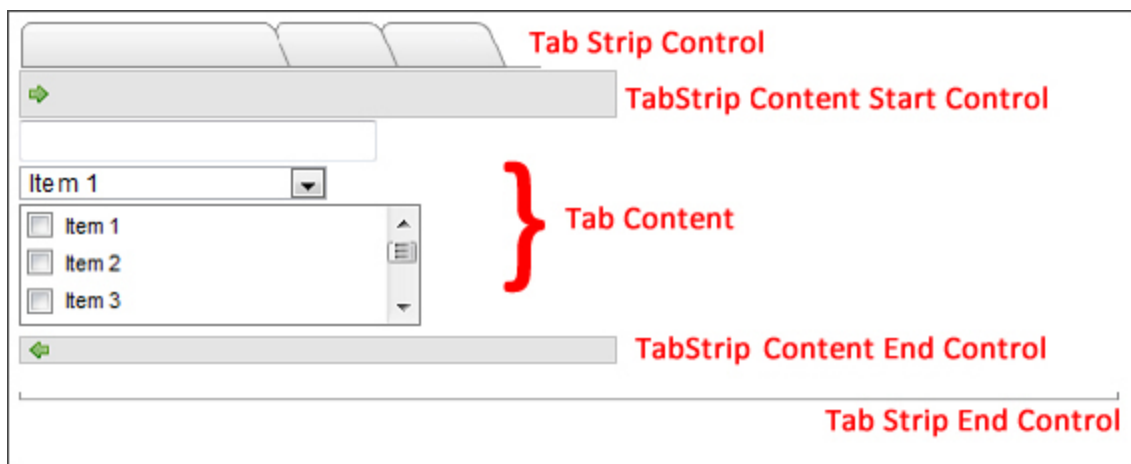 Tab Strip Control
TabStrip Content Start Control
Item 1
Item 1
Item 2
Item 3
Tab Content
TabStrip Content End Control
Tab Strip End Control